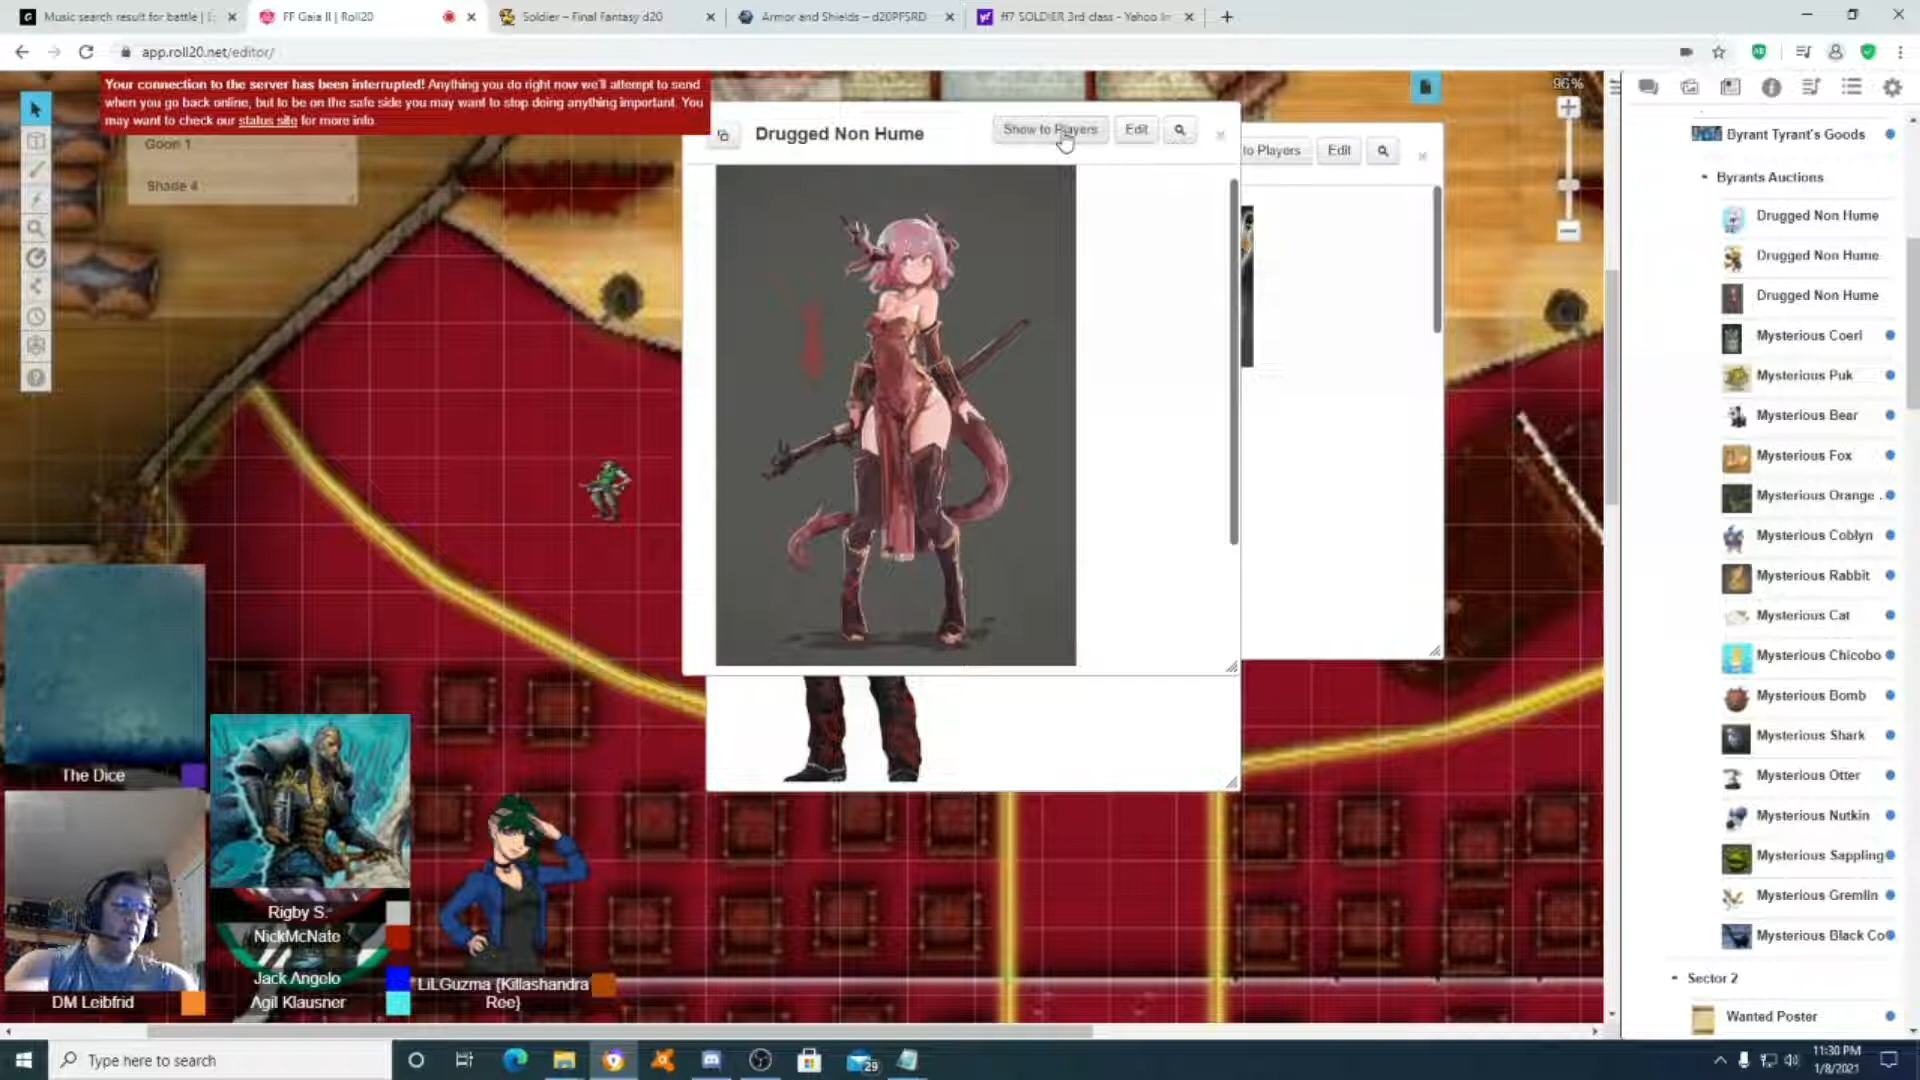 Music search result for battle | E
FF Gaia II | Roll20
Soldier – Final Fantasy d20
Armor and Shields – d20PFSRD
ff7 SOLDIER 3rd class - Yahoo Im
app.roll20.net/editor/
Your connection to the server has been interrupted! Anything you do right now we'll attempt to send
when you go back online, but to be on the safe side you may want to stop doing anything important. You
may want to check our status site for more info.
Goon 1
Shade 4
Drugged Non Hume
Show to Players
Edit
to Players
Edit
96%
Byrant Tyrant's Goods
Byrants Auctions
Drugged Non Hume
Drugged Non Hume
Drugged Non Hume
Mysterious Coerl
Mysterious Puk
Mysterious Bear
Mysterious Fox
Mysterious Orange
Mysterious Coblyn
Mysterious Rabbit
Mysterious Cat
Mysterious Chicobo
Mysterious Bomb
Mysterious Shark
Mysterious Otter
Mysterious Nutkin
Mysterious Sappling
Mysterious Gremlin
Mysterious Black Co
Sector 2
Wanted Poster
The Dice
DM Leibfrid
Rigby S.
NickMcNate
Jack Angelo
Agil Klausner
LiLGuzma {Killashandra
Ree}
Type here to search
29
11:30 PM
1/8/2021